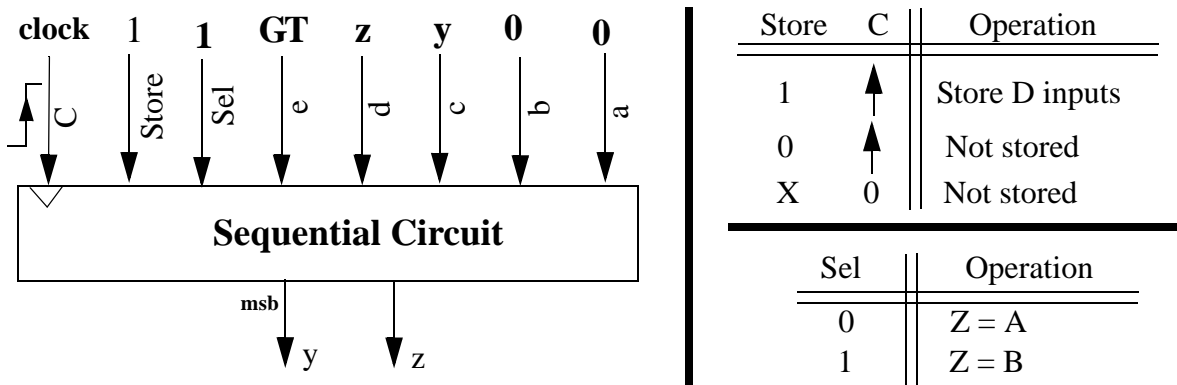 clock 1 1 GT z y 0 0
C Store Sel e d c b a
Sequential Circuit
msb
y z
Store C Operation
1 Store D inputs
0 Not stored
X 0 Not stored
Sel Operation
0 Z = A
1 Z = B